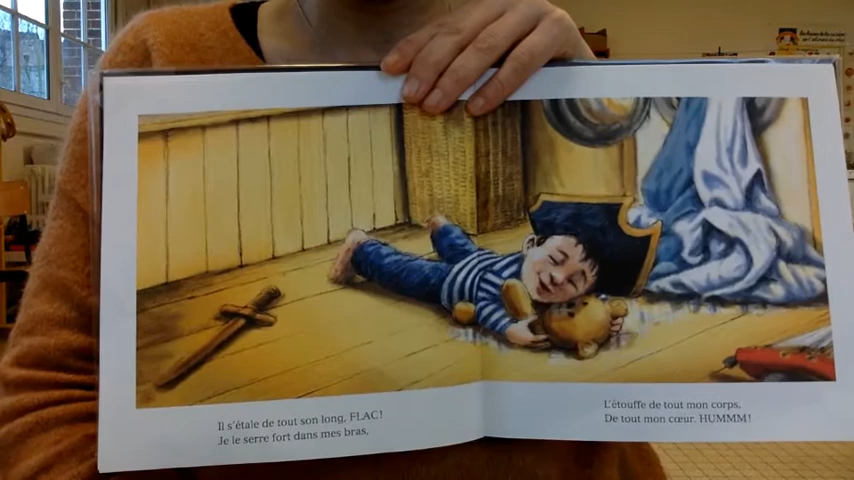 Il s'étale de tout son long, FLAC!
Je le serre fort dans mes bras,
L'étouffe de tout mon corps,
De tout mon cœur. HUMMM!